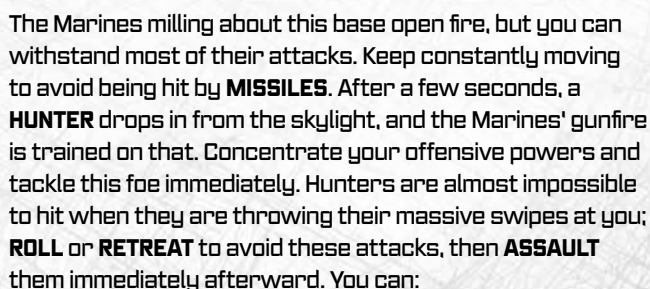 The Marines milling about this base open fire, but you can
withstand most of their attacks. Keep constantly moving
to avoid being hit by MISSILES. After a few seconds, a
HUNTER drops in from the skylight, and the Marines' gunfire
is trained on that. Concentrate your offensive powers and
tackle this foe immediately. Hunters are almost impossible
to hit when they are throwing their massive swipes at you;
ROLL or RETREAT to avoid these attacks, then ASSAULT
them immediately afterward. You can: